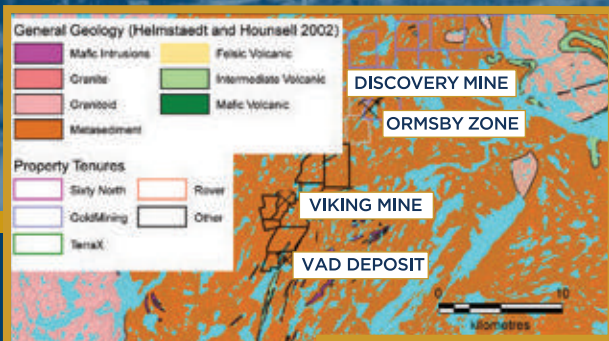 General Geology (Helmstaedt and Hounsell 2002)
Mafic Intrusions
Felsic Volcanic
Granite
Intermediate Volcanic
Granitoid
Mafic Volcanic
Metasediment
Property Tenures
Sixty North
Rover
GoldMining
Other
TerraX
DISCOVERY MINE
ORMSBY ZONE
VIKING MINE
VAD DEPOSIT
0
10
kilometres